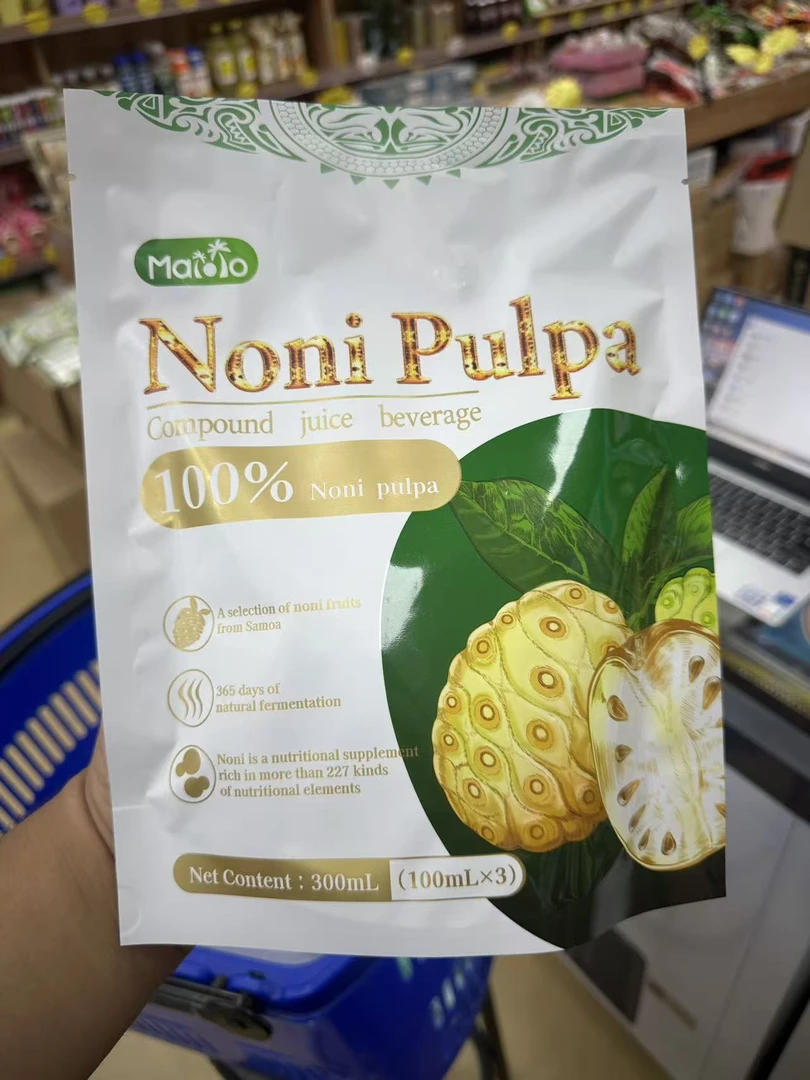 Noni Pulpa
Compound juice beverage
100% Noni pulpa
A selection of noni fruits
from Samoa
365 days of
natural fermentation
Noni is a nutritional supplement
rich in more than 227 kinds
of nutritional elements
Net Content : 300mL (100mL×3)